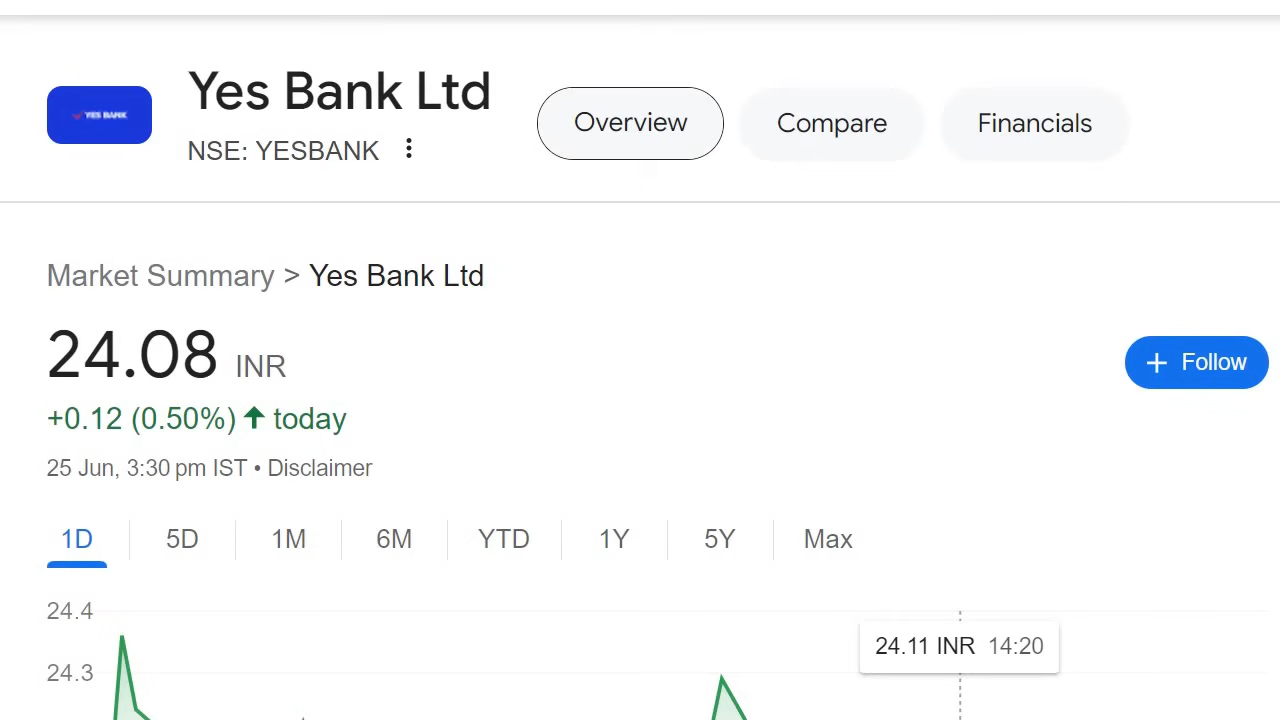 YES BANK
Yes Bank Ltd
NSE: YESBANK
Overview
Compare
Financials
Market Summary > Yes Bank Ltd
24.08 INR
+ Follow
+0.12 (0.50%) ↑ today
25 Jun, 3:30 pm IST • Disclaimer
1D 5D 1M 6M YTD 1Y 5Y Max
24.4
24.11 INR 14:20
24.3